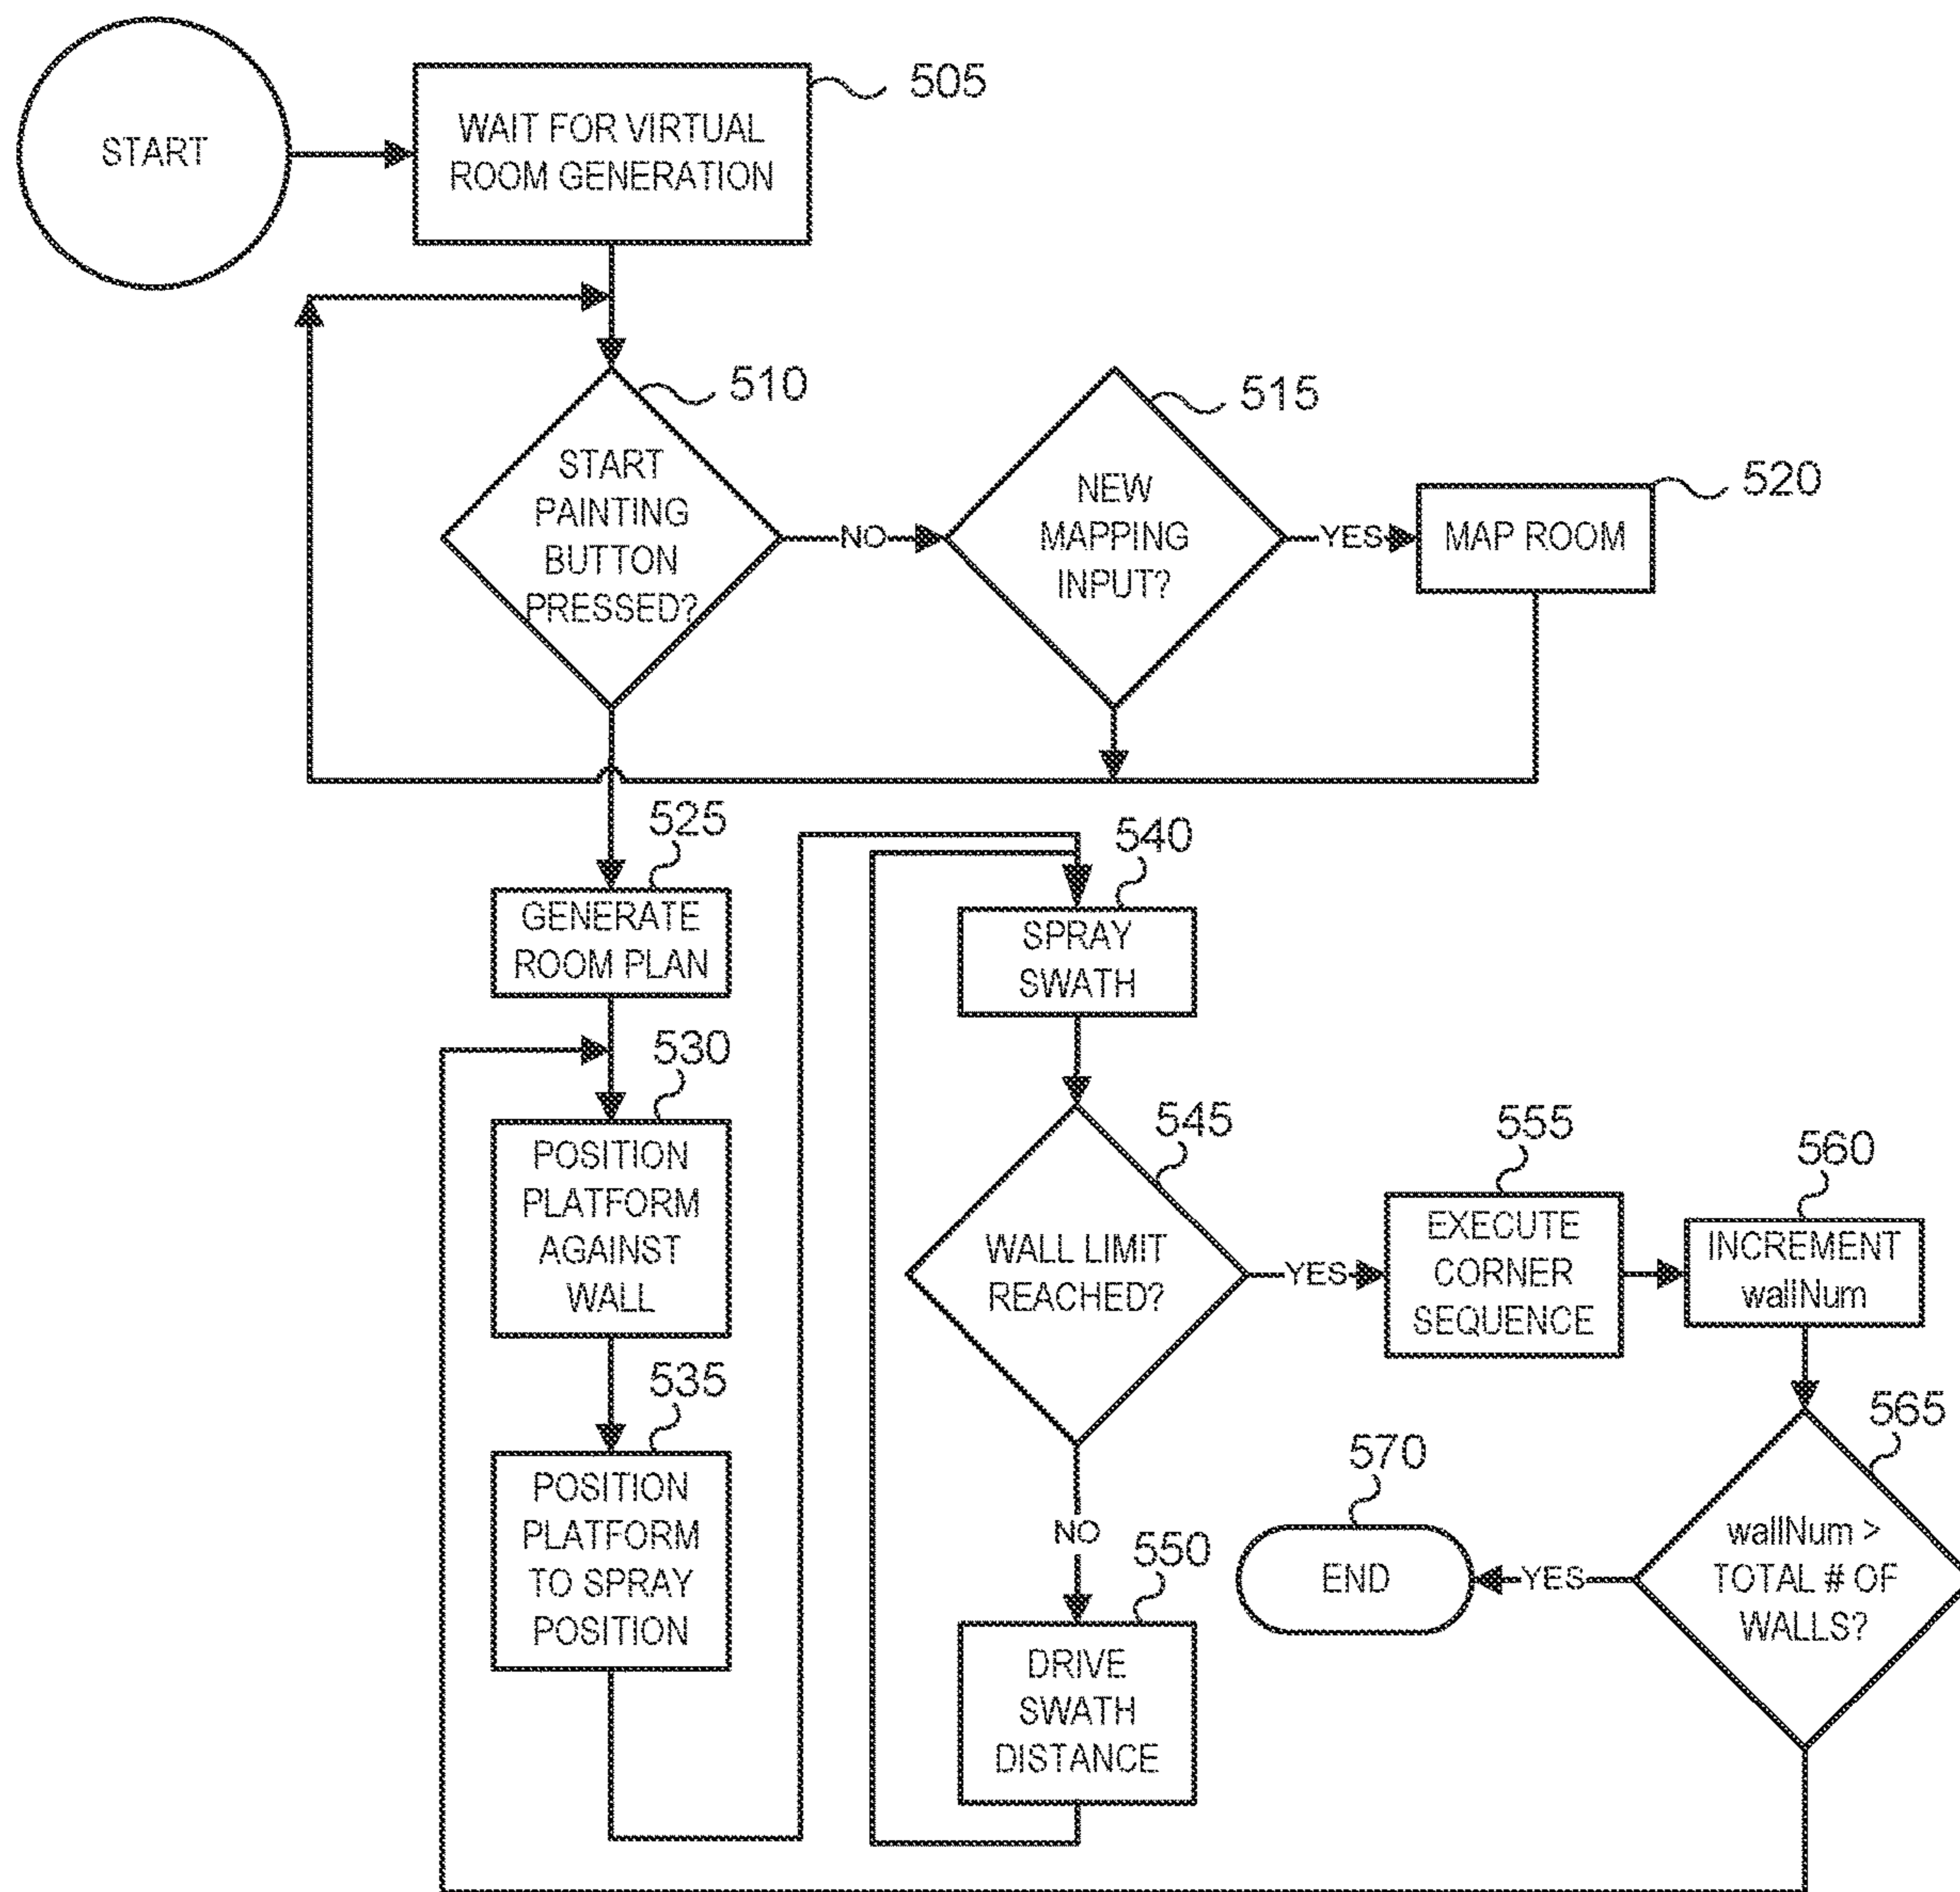 START
WAIT FOR VIRTUAL
ROOM GENERATION
505
START
PAINTING
BUTTON
PRESSED?
510
NO
NEW
MAPPING
INPUT?
515
YES
MAP ROOM
520
525
GENERATE
ROOM PLAN
530
POSITION
PLATFORM
AGAINST
WALL
535
POSITION
PLATFORM
TO SPRAY
POSITION
540
SPRAY
SWATH
545
WALL LIMIT
REACHED?
NO
550
DRIVE
SWATH
DISTANCE
YES
555
EXECUTE
CORNER
SEQUENCE
560
INCREMENT
wallNum
565
wallNum >
TOTAL # OF
WALLS?
YES
570
END